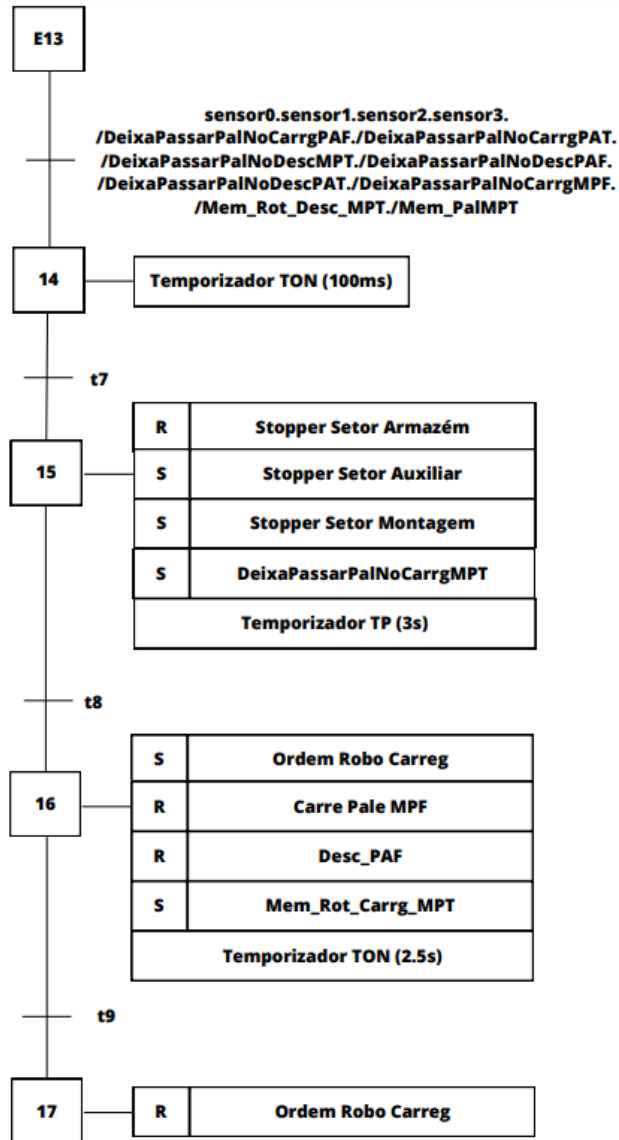 E13
sensor0.sensor1.sensor2.sensor3.
/DeixaPassarPalNoCarrgPAF./DeixaPassarPalNoCarrgPAT.
/DeixaPassarPalNoDescMPT./DeixaPassarPalNoDescPAF.
/DeixaPassarPalNoDescPAT./DeixaPassarPalNoCarrgMPF.
/Mem_Rot_Desc_MPT./Mem_PalMPT
14 Temporizador TON (100ms)
t7
R Stopper Setor Armazém
15 S Stopper Setor Auxiliar
S Stopper Setor Montagem
S DeixaPassarPalNoCarrgMPT
Temporizador TP (3s)
t8
S Ordem Robo Carreg
16 R Carre Pale MPF
R Desc_PAF
S Mem_Rot_Carrg_MPT
Temporizador TON (2.5s)
t9
17 R Ordem Robo Carreg